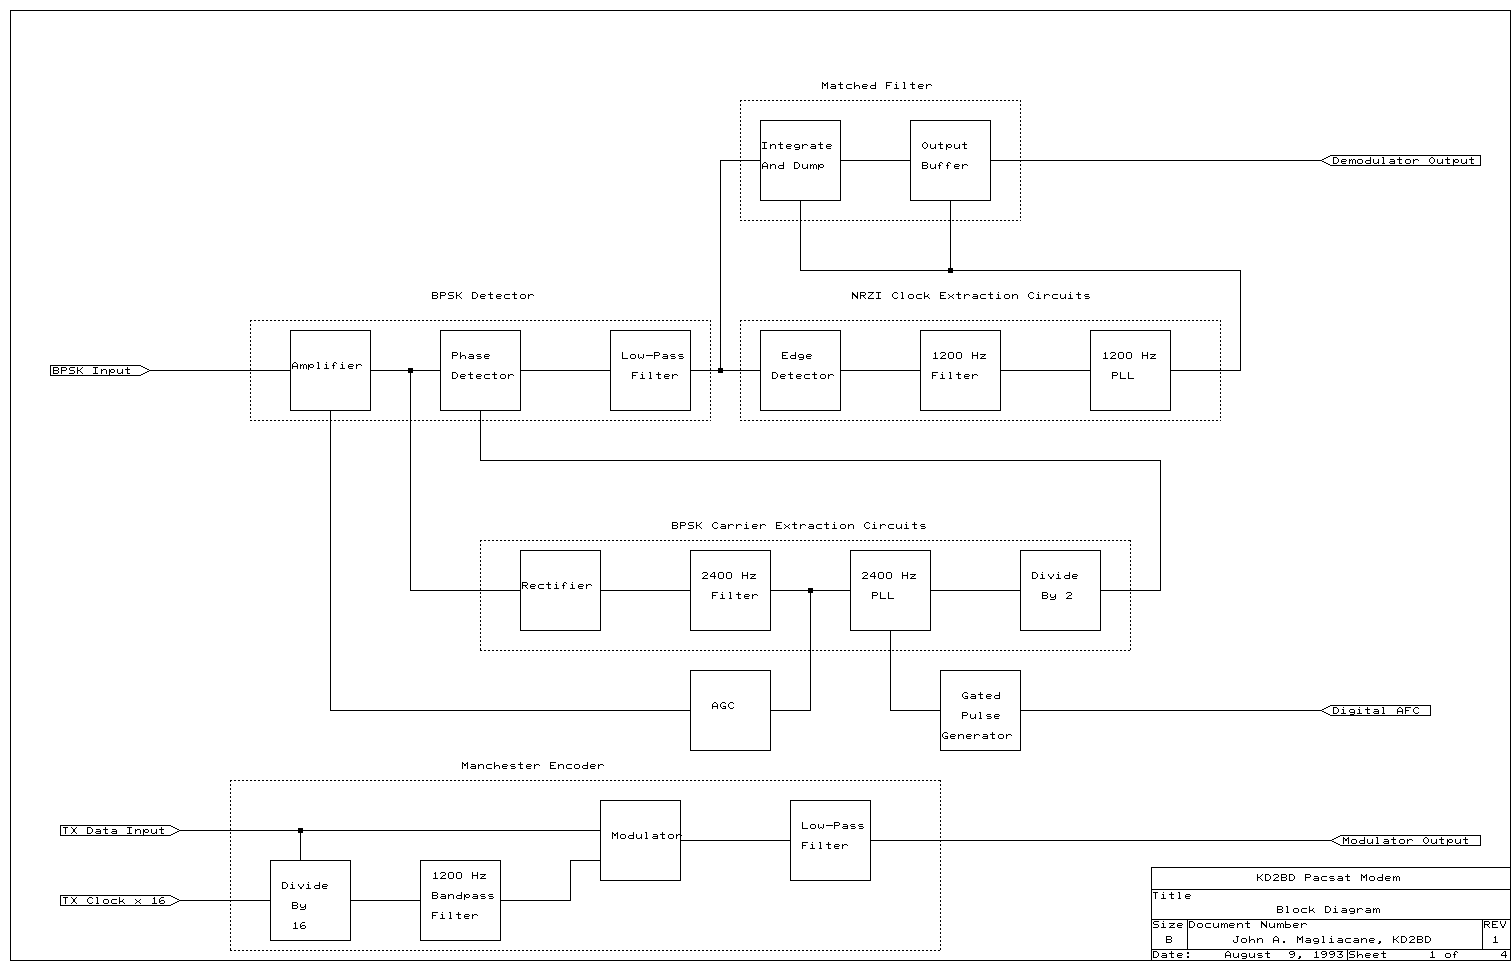 Matched Filter
Integrate
And Dump
Output
Buffer
Demodulator Output
BPSK Detector
NRZI Clock Extraction Circuits
BPSK Input
Amplifier
Phase
Detector
Low-Pass
Filter
Edge
Detector
1200 Hz
Filter
1200 Hz
PLL
BPSK Carrier Extraction Circuits
Rectifier
2400 Hz
Filter
2400 Hz
PLL
Divide
By 2
AGC
Gated
Pulse
Generator
Digital AFC
Manchester Encoder
TX Data Input
Modulator
Low-Pass
Filter
Modulator Output
TX Clock x 16
Divide
By
16
1200 Hz
Bandpass
Filter
KD2BD Pacsat Modem
Title
Block Diagram
Size Document Number REV
B John A. Magliacane, KD2BD 1
Date: August 9, 1993 Sheet 1 of 4